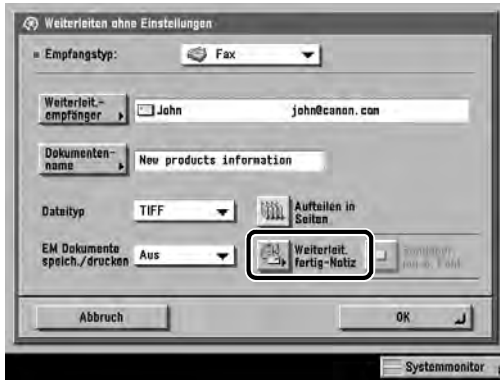 Weiterleiten ohne Einstellungen
Empfangstyp:
Fax
Weiterleit.-
empfänger
John john@canon.com
Dokumenten-
name
New products information
Dateityp
TIFF
Aufteilen in
Seiten
EM Dokumente
speich./drucken
Aus
Weiterleit.
fertig-Notiz
Abbruch
OK
Systemmonitor